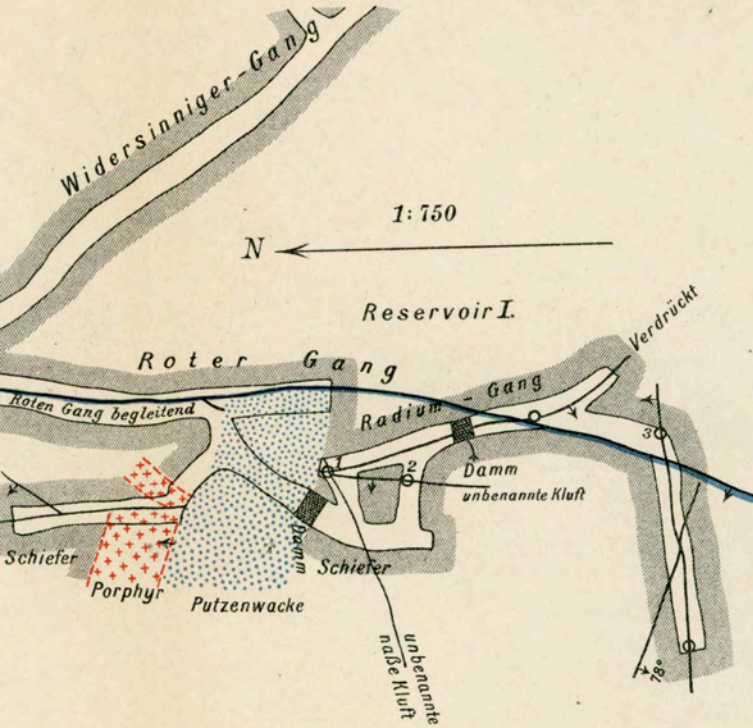 Widersinniger-Gang
1:750
N
Reservoir I.
Verdrückt
Roter Gang
Radium-Gang
Roten Gang begleitend
3
1
2
Damm
unbenannte Kluft
Damm
Schiefer
Schiefer
Porphyr
Putzenwacke
unbenannte
naße Kluft
78°